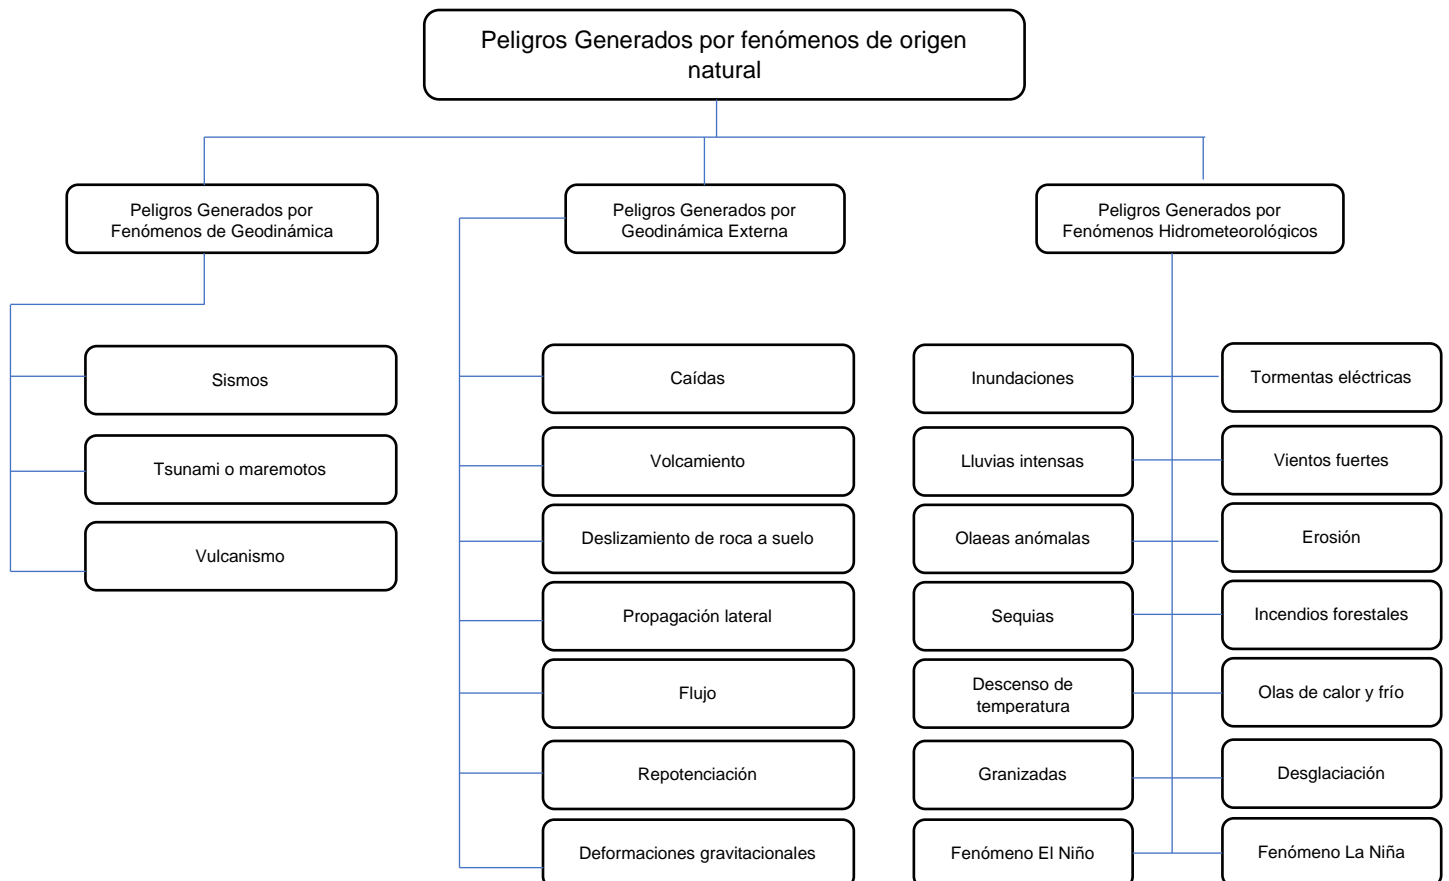 Peligros Generados por fenómenos de origen
natural
Peligros Generados por
Fenómenos de Geodinámica
Peligros Generados por
Geodinámica Externa
Peligros Generados por
Fenómenos Hidrometeorológicos
Sismos
Tsunami o maremotos
Vulcanismo
Caídas
Volcamiento
Deslizamiento de roca a suelo
Propagación lateral
Flujo
Repotenciación
Deformaciones gravitacionales
Inundaciones
Lluvias intensas
Olaeas anómalas
Sequias
Descenso de
temperatura
Granizadas
Fenómeno El Niño
Tormentas eléctricas
Vientos fuertes
Erosión
Incendios forestales
Olas de calor y frío
Desglaciación
Fenómeno La Niña